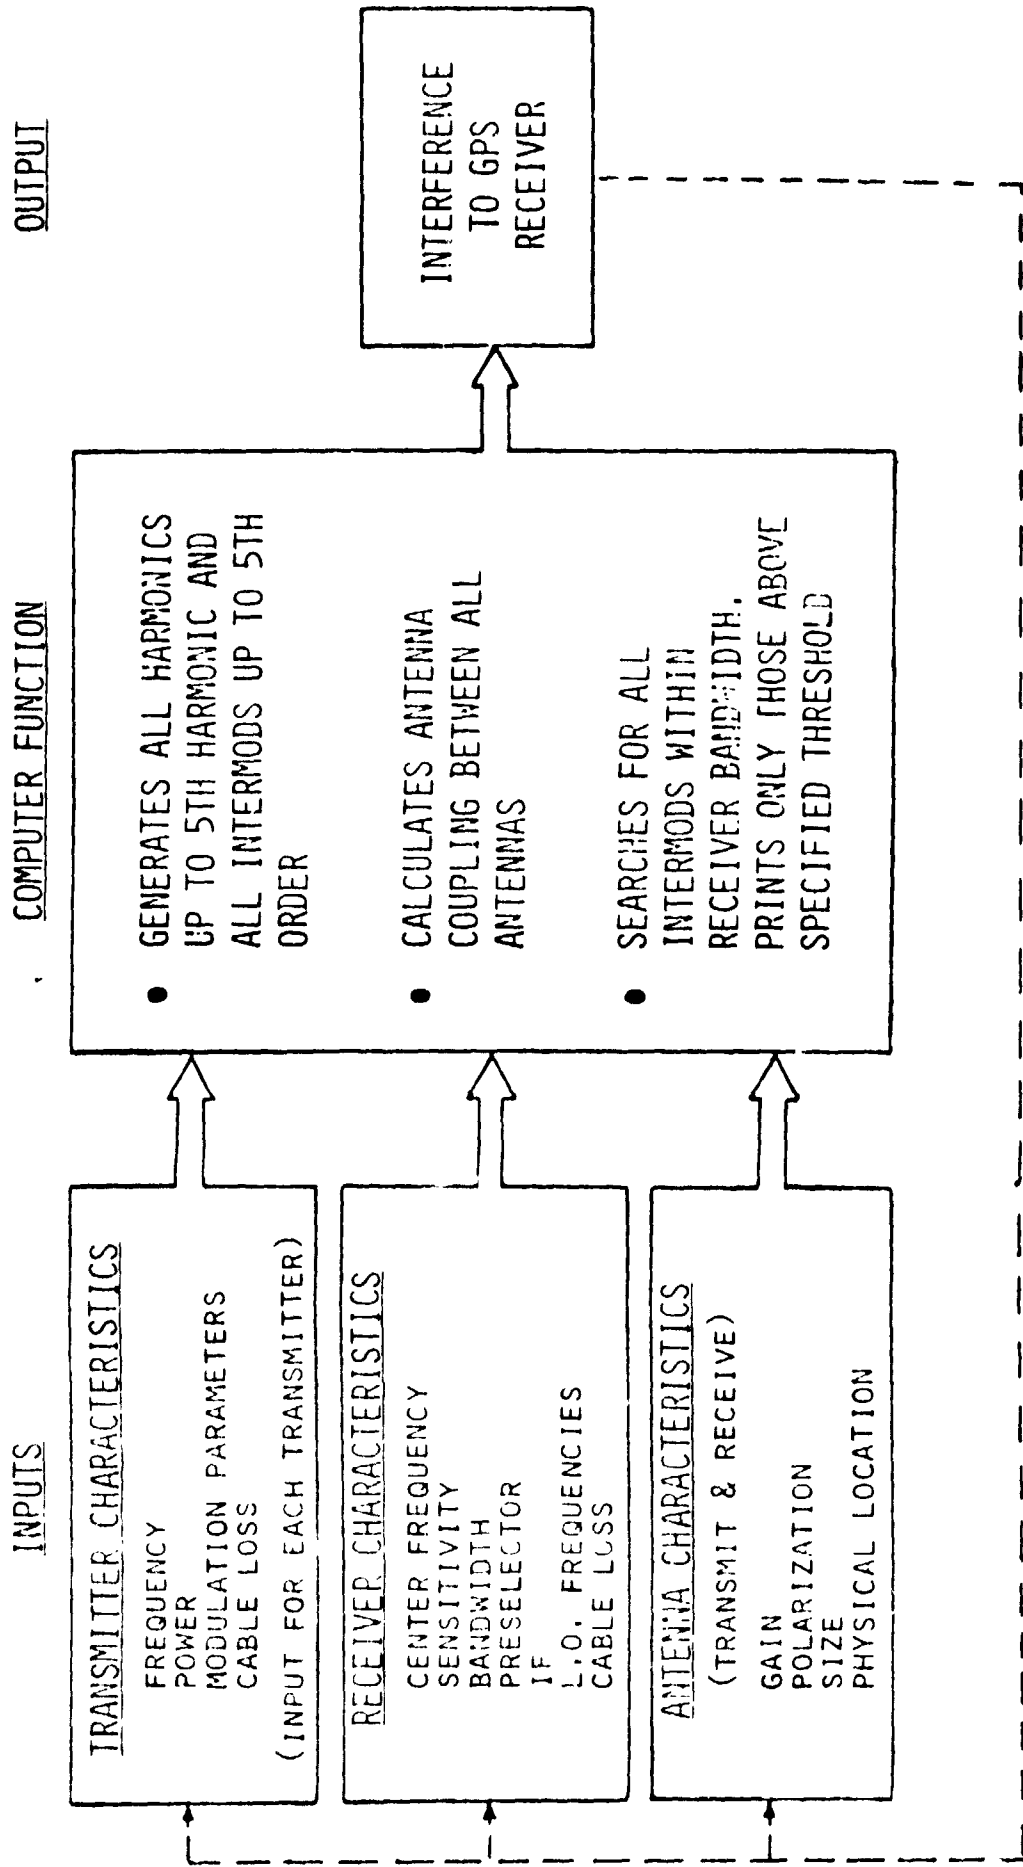 INPUTS
TRANSMITTER CHARACTERISTICS
FREQUENCY
POWER
MODULATION PARAMETERS
CABLE LOSS
(INPUT FOR EACH TRANSMITTER)
RECEIVER CHARACTERISTICS
CENTER FREQUENCY
SENSITIVITY
BANDWIDTH
PRESELECTOR
IF
L.O. FREQUENCIES
CABLE LOSS
ANTENNA CHARACTERISTICS
(TRANSMIT & RECEIVE)
GAIN
POLARIZATION
SIZE
PHYSICAL LOCATION
COMPUTER FUNCTION
• GENERATES ALL HARMONICS
UP TO 5TH HARMONIC AND
ALL INTERMODS UP TO 5TH
ORDER
• CALCULATES ANTENNA
COUPLING BETWEEN ALL
ANTENNAS
• SEARCHES FOR ALL
INTERMODS WITHIN
RECEIVER BANDWIDTH.
PRINTS ONLY THOSE ABOVE
SPECIFIED THRESHOLD
OUTPUT
INTERFERENCE
TO GPS
RECEIVER